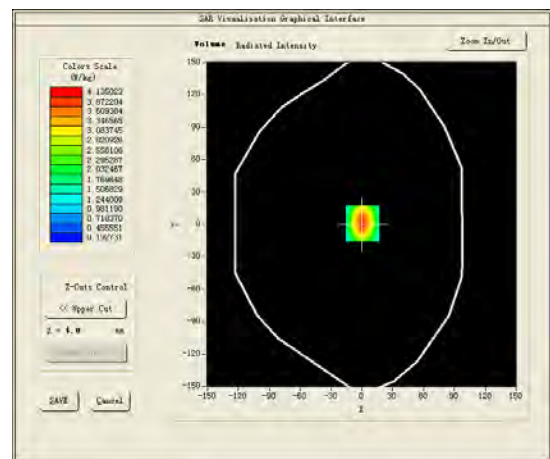 SAR Visualisation Graphical Interface
Volume Radiated Intensity
Zoom In/Out
Colors Scale
(W/kg)
4.135023
3.872204
3.609384
3.346565
3.083745
2.820926
2.558106
2.295287
2.032467
1.769648
1.506829
1.244009
0.981190
0.718370
0.455551
0.192731
150
120
90
60
30
0
-30
-60
-90
-120
-150
Y
-150 -120 -90 -60 -30 0 30 60 90 120 150
X
Z-Cuts Control
<< Upper Cut
Z = 4.0 mm
SAVE Cancel